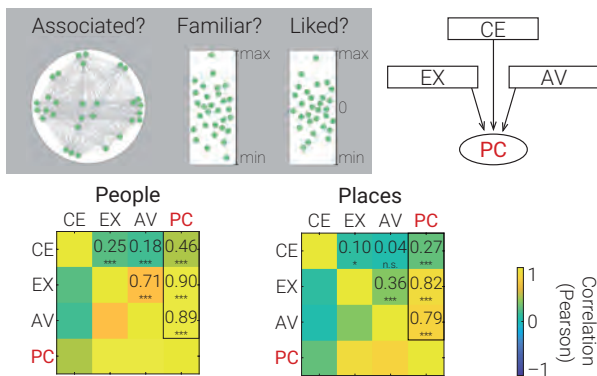 Associated? Familiar? Liked?
max max
0
min min
CE
EX AV
PC
People
CE EX AV PC
CE 0.25 0.18 0.46
*** *** ***
EX 0.71 0.90
*** ***
AV 0.89
***
PC
Places
CE EX AV PC
CE 0.10 0.04 0.27
* n.s. ***
EX 0.36 0.82
*** ***
AV 0.79
***
PC
1
0
−1
Correlation
(Pearson)